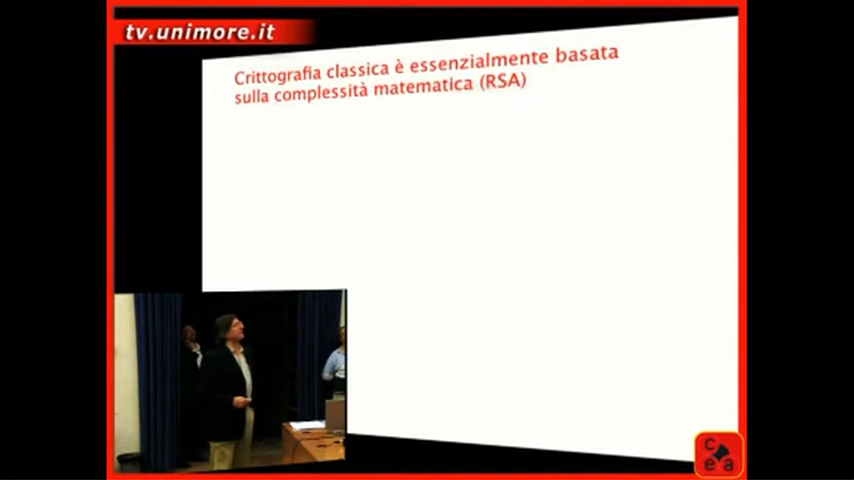 tv.unimore.it
Crittografia classica è essenzialmente basata
sulla complessità matematica (RSA)
c
e a